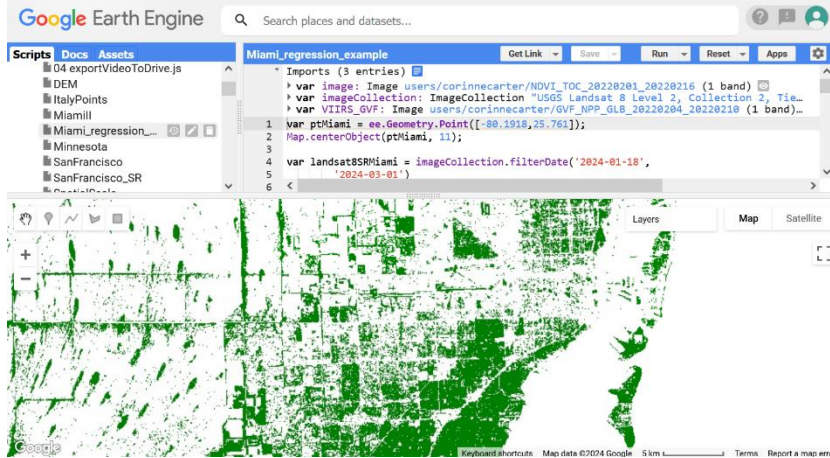 Google Earth Engine
Search places and datasets...
Scripts Docs Assets
04 exportVideoToDrive.js
DEM
ItalyPoints
Miamill
Miami_regression_...
Minnesota
SanFrancisco
SanFrancisco_SR
Miami_regression_example
Get Link
Save
Run
Reset
Apps
Imports (3 entries)
var image: Image users/corinnecarter/NDVI_TOC_20220201_20220216 (1 band)
var imageCollection: ImageCollection "USGS Landsat 8 Level 2, Collection 2, Tie…
var VIIRS_GVF: Image users/corinnecarter/GVF_NPP_GLB_20220204_20220210 (1 band)…
1 var ptMiami = ee.Geometry.Point([-80.1918,25.761]);
2 Map.centerObject(ptMiami, 11);
3
4 var landsat8SRMiami = imageCollection.filterDate('2024-01-18',
5 '2024-03-01')
6
Layers
Map
Satellite
Google
Keyboard shortcuts Map data ©2024 Google 5 km Terms Report a map err